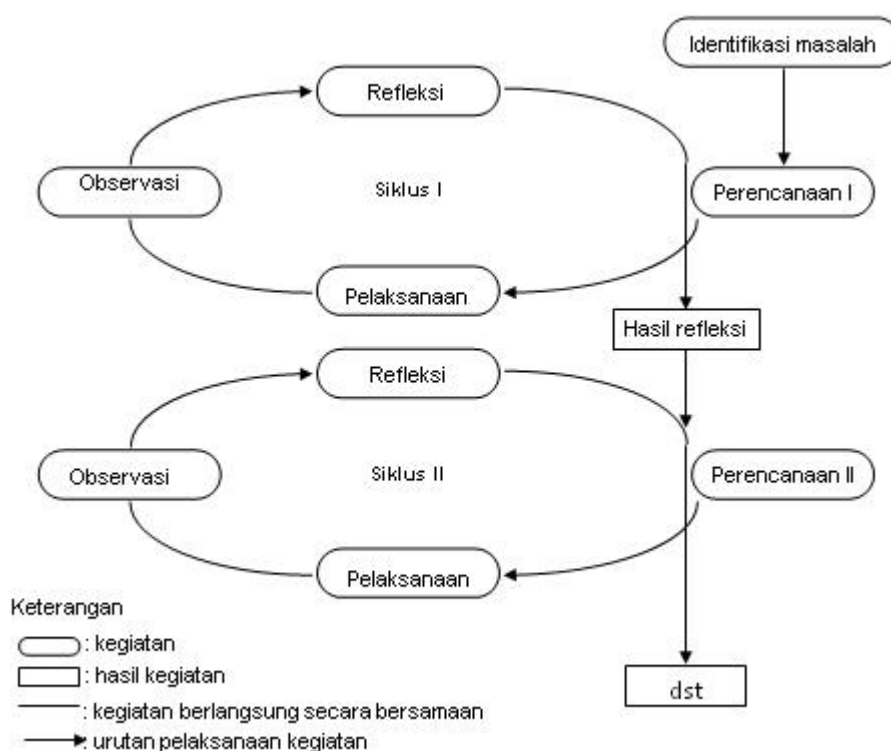 Identifikasi masalah
Refleksi
Observasi
Siklus I
Perencanaan I
Pelaksanaan
Hasil refleksi
Refleksi
Observasi
Siklus II
Perencanaan II
Pelaksanaan
Keterangan
: kegiatan
: hasil kegiatan
: kegiatan berlangsung secara bersamaan
: urutan pelaksanaan kegiatan
dst